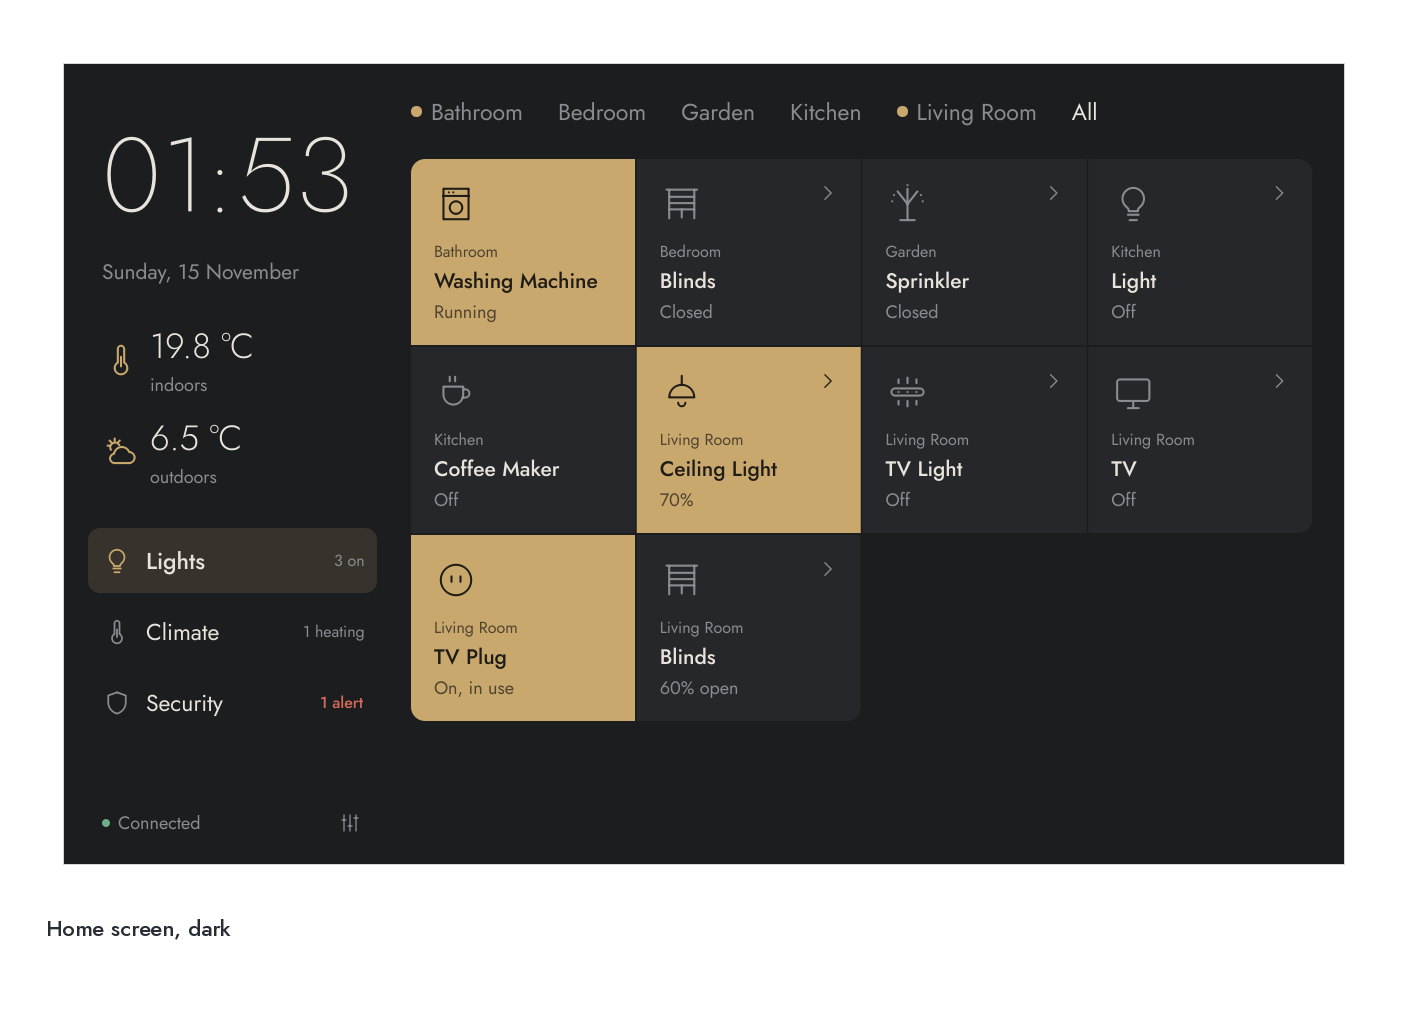 01:53
Sunday, 15 November
19.8 °C
indoors
6.5 °C
outdoors
Lights 3 on
Climate 1 heating
Security 1 alert
Connected
Bathroom Bedroom Garden Kitchen Living Room All
Bathroom
Washing Machine
Running
Bedroom
Blinds
Closed
Garden
Sprinkler
Closed
Kitchen
Light
Off
Kitchen
Coffee Maker
Off
Living Room
Ceiling Light
70%
Living Room
TV Light
Off
Living Room
TV
Off
Living Room
TV Plug
On, in use
Living Room
Blinds
60% open
Home screen, dark